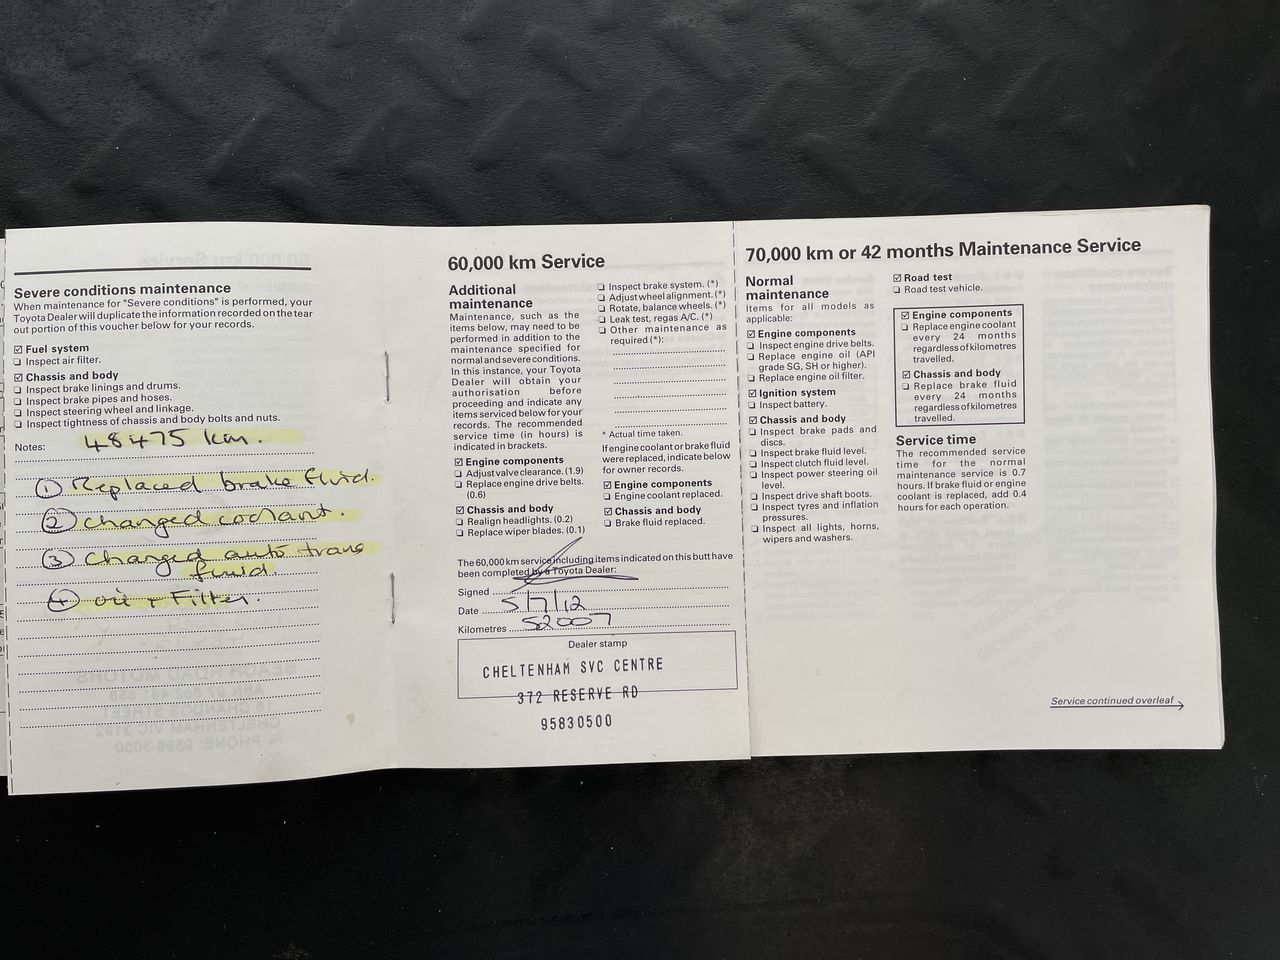 Severe conditions maintenance
When maintenance for "Severe conditions" is performed, your
Toyota Dealer will duplicate the information recorded on the tear
out portion of this voucher below for your records.
☑ Fuel system
❏ Inspect air filter.
☑ Chassis and body
❏ Inspect brake linings and drums.
❏ Inspect brake pipes and hoses.
❏ Inspect steering wheel and linkage.
❏ Inspect tightness of chassis and body bolts and nuts.
Notes: 48475 km.
① Replaced brake fluid.
② changed coolant.
③ changed auto trans
fluid.
④ oil + Filter.
60,000 km Service
Additional
maintenance
Maintenance, such as the
items below, may need to be
performed in addition to the
maintenance specified for
normal and severe conditions.
In this instance, your Toyota
Dealer will obtain your
authorisation before
proceeding and indicate any
items serviced below for your
records. The recommended
service time (in hours) is
indicated in brackets.
☑ Engine components
❏ Adjust valve clearance. (1.9)
❏ Replace engine drive belts.
(0.6)
☑ Chassis and body
❏ Realign headlights. (0.2)
❏ Replace wiper blades. (0.1)
❏ Inspect brake system. (*)
❏ Adjust wheel alignment. (*)
❏ Rotate, balance wheels. (*)
❏ Leak test, regas A/C. (*)
❏ Other maintenance as
required (*):
* Actual time taken.
If engine coolant or brake fluid
were replaced, indicate below
for owner records.
☑ Engine components
❏ Engine coolant replaced.
☑ Chassis and body
❏ Brake fluid replaced.
The 60,000 km service including items indicated on this butt have
been completed by a Toyota Dealer:
Signed
Date 5/7/12
Kilometres 52007
Dealer stamp
CHELTENHAM SVC CENTRE
372 RESERVE RD
95830500
70,000 km or 42 months Maintenance Service
Normal
maintenance
Items for all models as
applicable:
☑ Engine components
❏ Inspect engine drive belts.
❏ Replace engine oil (API
grade SG, SH or higher).
❏ Replace engine oil filter.
☑ Ignition system
❏ Inspect battery.
☑ Chassis and body
❏ Inspect brake pads and
discs.
❏ Inspect brake fluid level.
❏ Inspect clutch fluid level.
❏ Inspect power steering oil
level.
❏ Inspect drive shaft boots.
❏ Inspect tyres and inflation
pressures.
❏ Inspect all lights, horns,
wipers and washers.
☑ Road test
❏ Road test vehicle.
☑ Engine components
❏ Replace engine coolant
every 24 months
regardless of kilometres
travelled.
☑ Chassis and body
❏ Replace brake fluid
every 24 months
regardless of kilometres
travelled.
Service time
The recommended service
time for the normal
maintenance service is 0.7
hours. If brake fluid or engine
coolant is replaced, add 0.4
hours for each operation.
Service continued overleaf